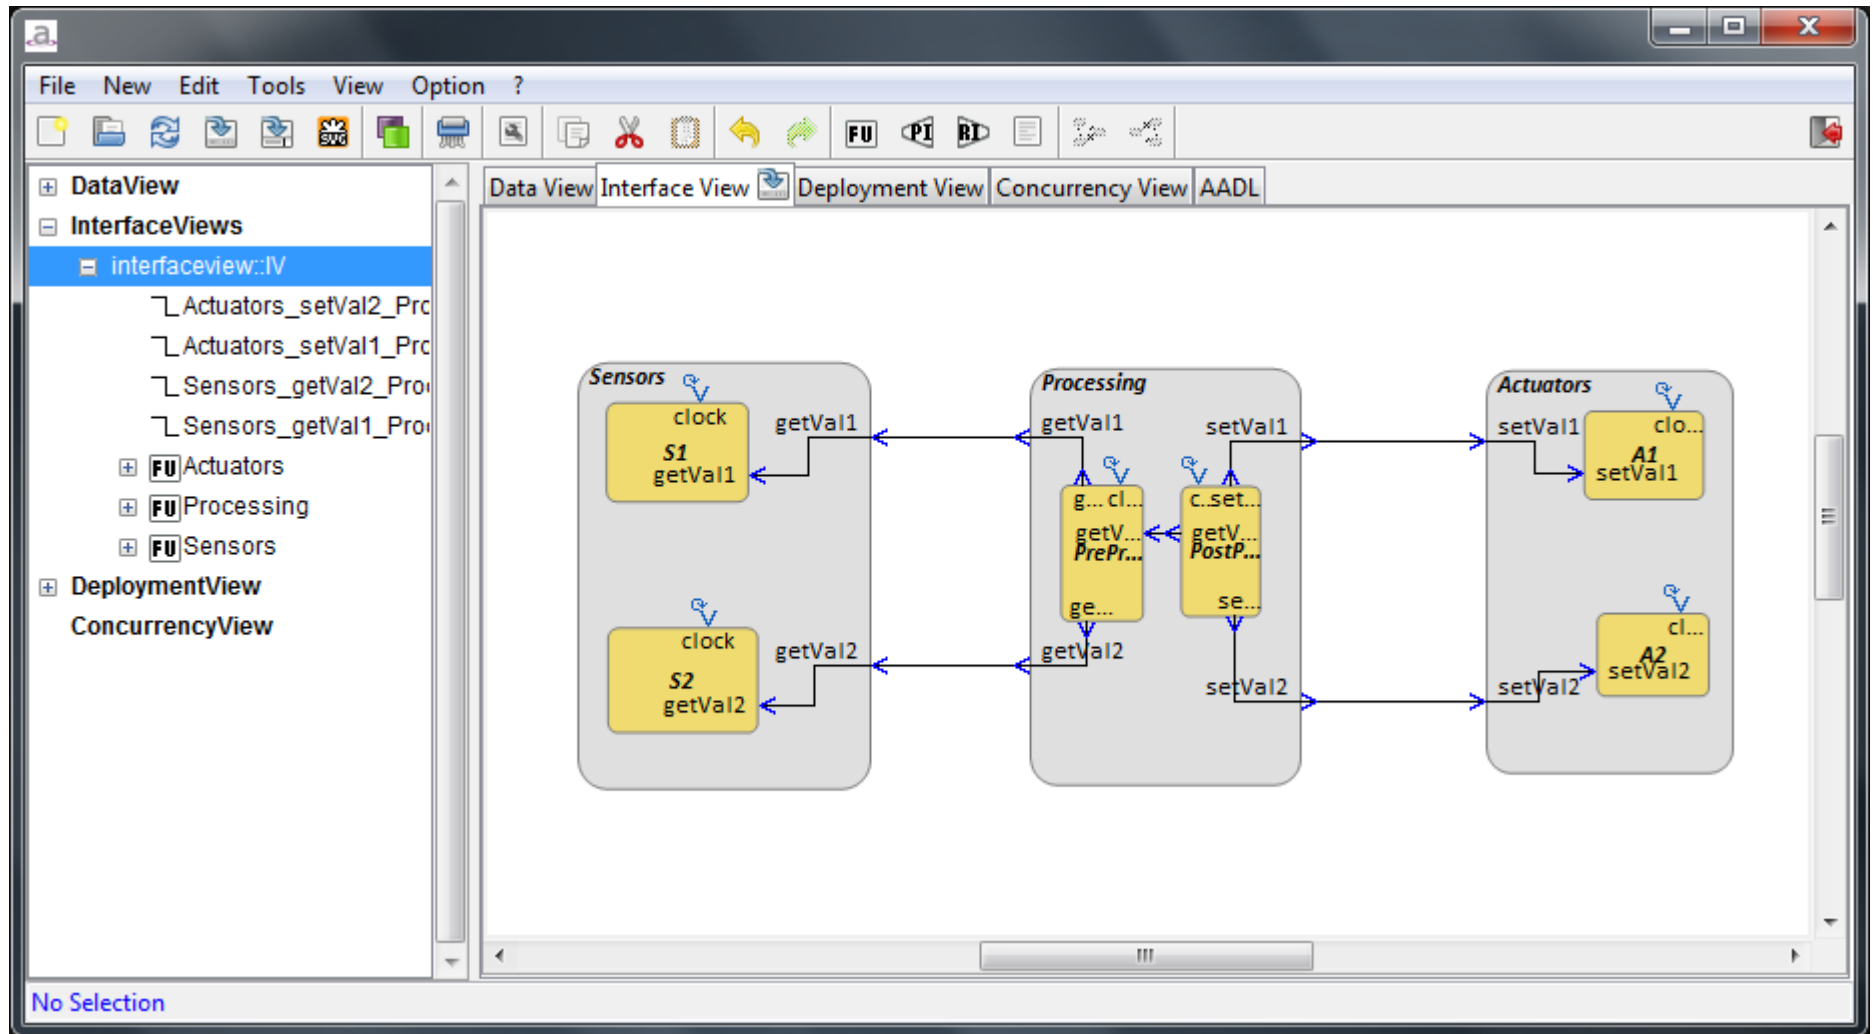 a
File New Edit Tools View Option ?
SVG FU PI RI
DataView
InterfaceViews
interfaceview::IV
Actuators_setVal2_Pro
Actuators_setVal1_Pro
Sensors_getVal2_Pro
Sensors_getVal1_Pro
FU Actuators
FU Processing
FU Sensors
DeploymentView
ConcurrencyView
Data View Interface View Deployment View Concurrency View AADL
Sensors
clock
S1
getVal1
getVal1
clock
S2
getVal2
getVal2
Processing
getVal1
setVal1
g... cl...
getV...
PrePr...
ge...
c... set...
getV...
PostP...
se...
getVal2
setVal2
Actuators
setVal1
clo...
A1
setVal1
cl...
A2
setVal2
setVal2
No Selection